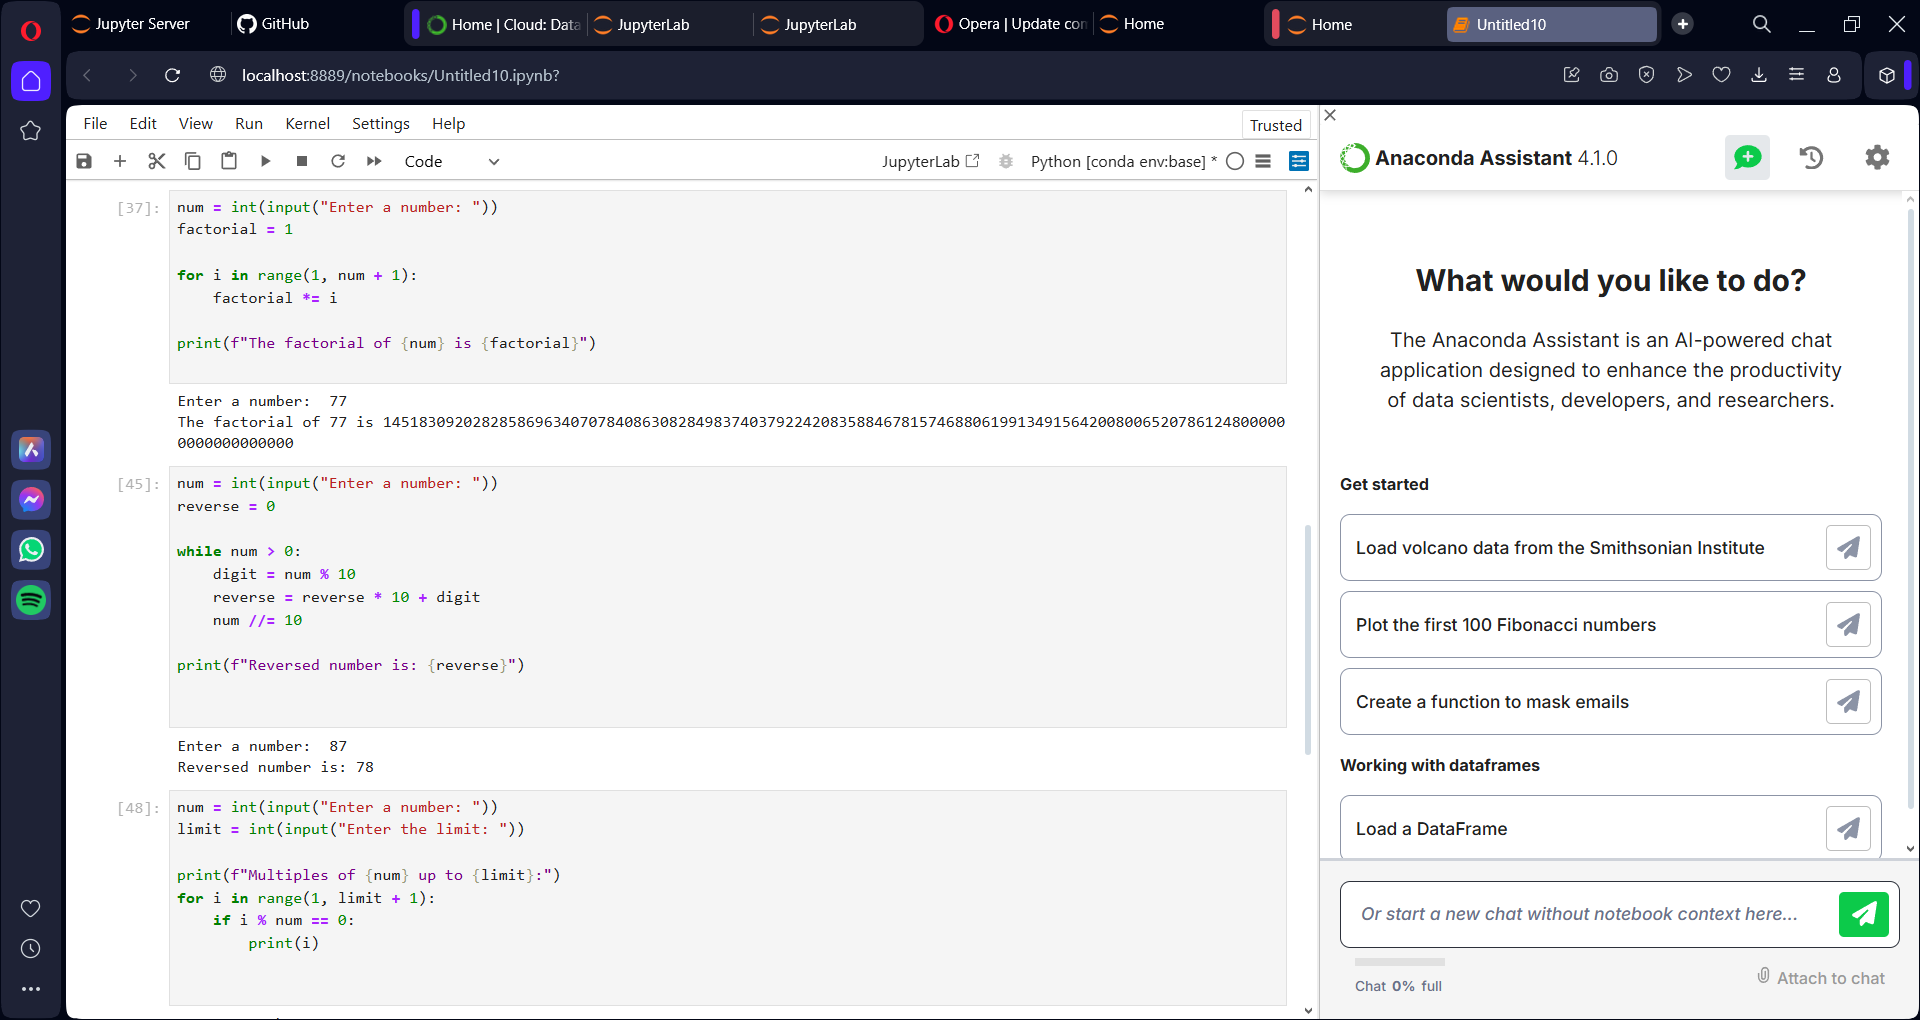 Jupyter Server
GitHub
Home | Cloud: Data
JupyterLab
JupyterLab
Opera | Update con
Home
Home
Untitled10
localhost:8889/notebooks/Untitled10.ipynb?
File Edit View Run Kernel Settings Help
Trusted
Code
JupyterLab
Python [conda env:base] *
[37]:
num = int(input("Enter a number: "))
factorial = 1
for i in range(1, num + 1):
    factorial *= i
print(f"The factorial of {num} is {factorial}")
Enter a number:  77
The factorial of 77 is 145183092028285869634070784086308284983740379224208358846781574688061991349156420080065207861248000000
0000000000000
[45]:
num = int(input("Enter a number: "))
reverse = 0
while num > 0:
    digit = num % 10
    reverse = reverse * 10 + digit
    num //= 10
print(f"Reversed number is: {reverse}")
Enter a number:  87
Reversed number is: 78
[48]:
num = int(input("Enter a number: "))
limit = int(input("Enter the limit: "))
print(f"Multiples of {num} up to {limit}:")
for i in range(1, limit + 1):
    if i % num == 0:
        print(i)
Anaconda Assistant 4.1.0
What would you like to do?
The Anaconda Assistant is an AI-powered chat
application designed to enhance the productivity
of data scientists, developers, and researchers.
Get started
Load volcano data from the Smithsonian Institute
Plot the first 100 Fibonacci numbers
Create a function to mask emails
Working with dataframes
Load a DataFrame
Or start a new chat without notebook context here...
Chat 0% full
Attach to chat